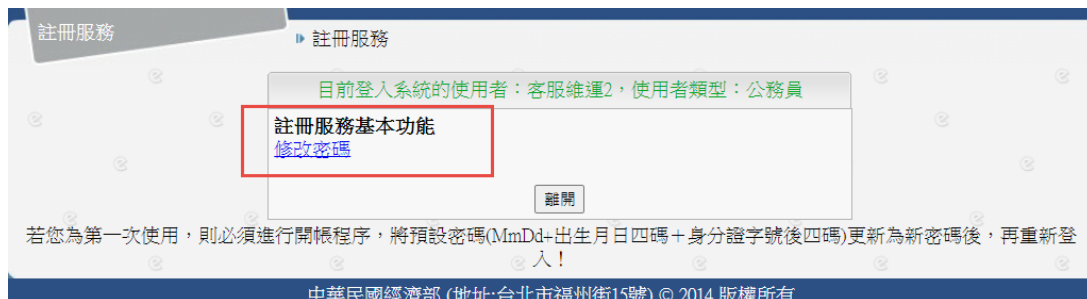 註冊服務
註冊服務
目前登入系統的使用者：客服維運2，使用者類型：公務員
註冊服務基本功能
修改密碼
離開
若您為第一次使用，則必須進行開帳程序，將預設密碼(MmDd+出生月日四碼+身分證字號後四碼)更新為新密碼後，再重新登
入！
中華民國經濟部 (地址:台北市福州街15號) © 2014 版權所有